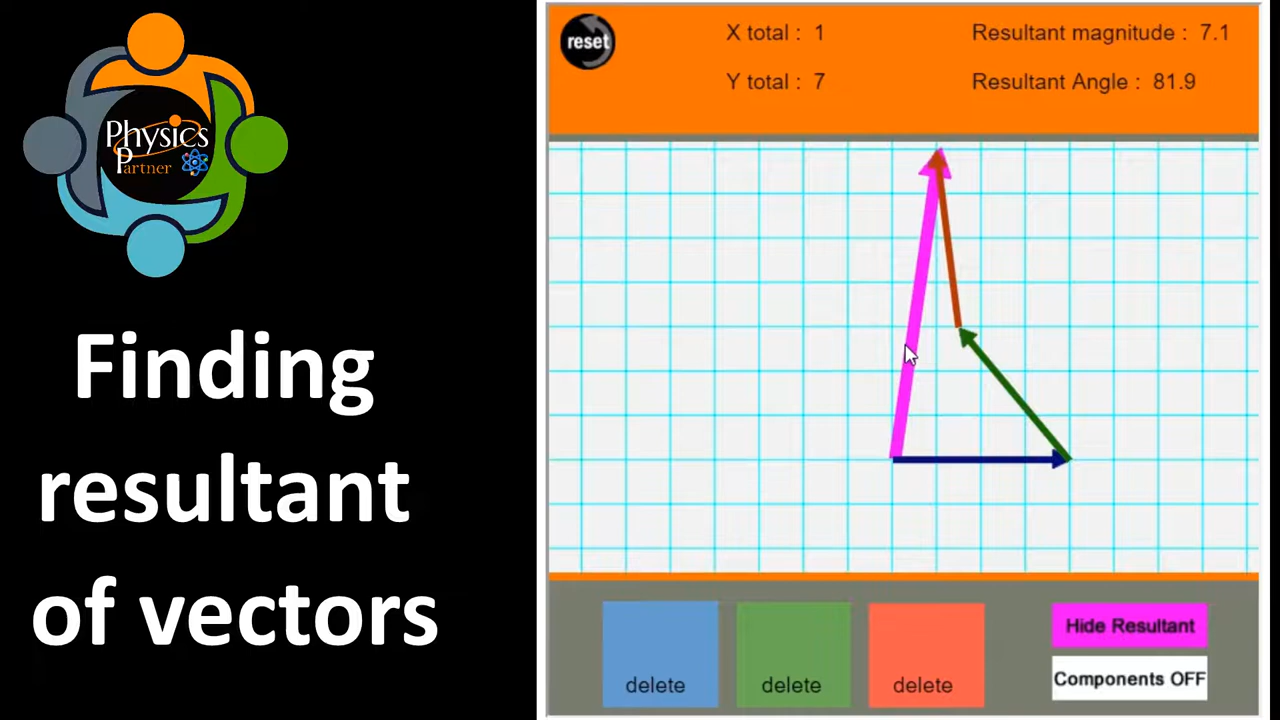 Physics
Partner
Finding
resultant
of vectors
reset
X total : 1
Resultant magnitude : 7.1
Y total : 7
Resultant Angle : 81.9
delete
delete
delete
Hide Resultant
Components OFF